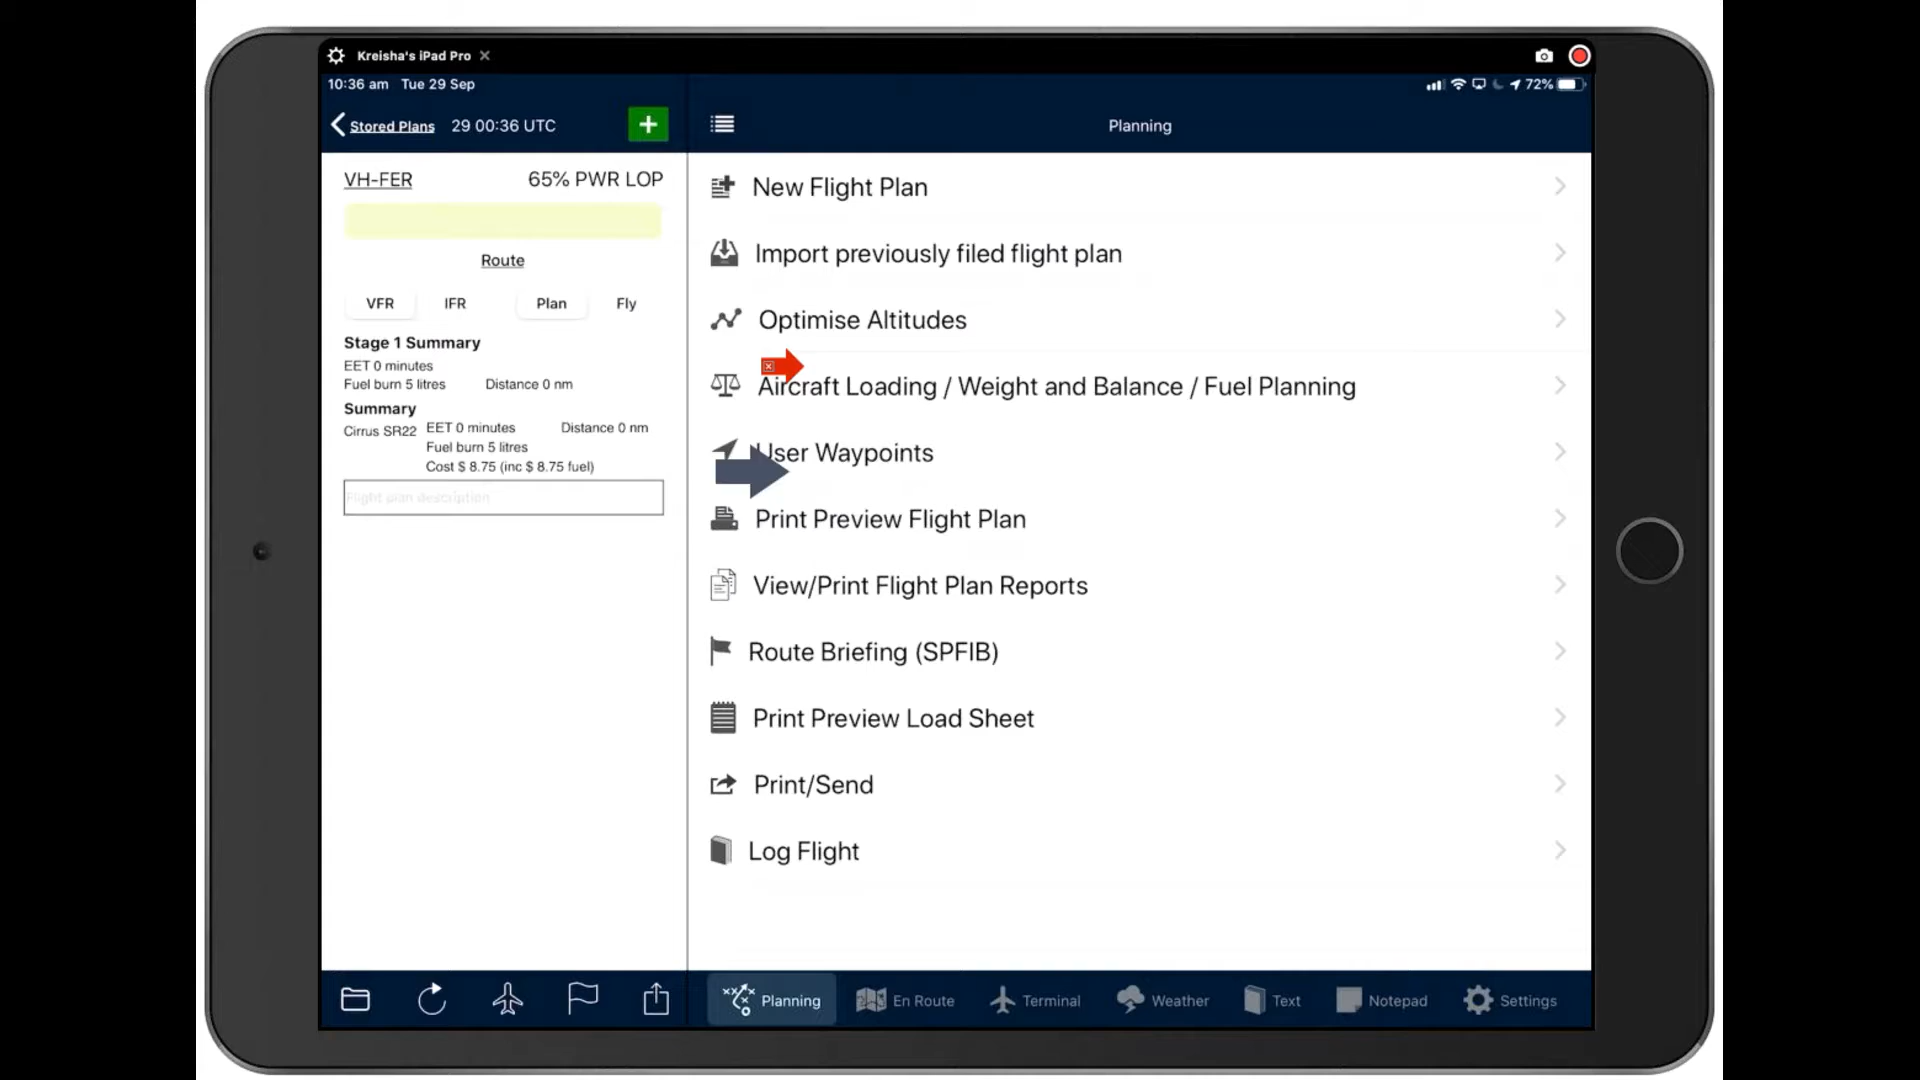 Kreisha's iPad Pro
10:36 am Tue 29 Sep
72%
Stored Plans 29 00:36 UTC
Planning
VH-FER 65% PWR LOP
Route
VFR IFR Plan Fly
Stage 1 Summary
EET 0 minutes
Fuel burn 5 litres Distance 0 nm
Summary
Cirrus SR22 EET 0 minutes Distance 0 nm
Fuel burn 5 litres
Cost $ 8.75 (inc $ 8.75 fuel)
Flight plan description
New Flight Plan
Import previously filed flight plan
Optimise Altitudes
Aircraft Loading / Weight and Balance / Fuel Planning
User Waypoints
Print Preview Flight Plan
View/Print Flight Plan Reports
Route Briefing (SPFIB)
Print Preview Load Sheet
Print/Send
Log Flight
Planning En Route Terminal Weather Text Notepad Settings